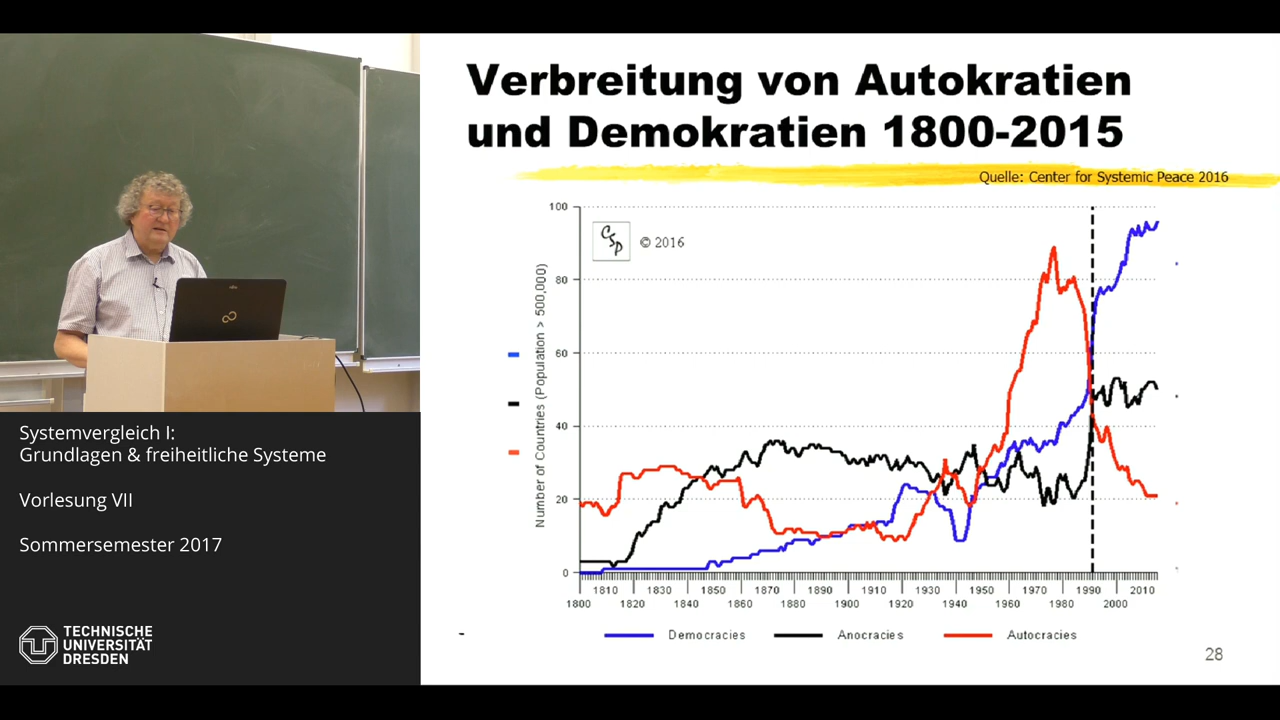 Verbreitung von Autokratien
und Demokratien 1800-2015
Quelle: Center for Systemic Peace 2016
CSP
© 2016
Number of Countries (Population > 500,000)
100
80
60
40
20
0
1810 1830 1850 1870 1890 1910 1930 1950 1970 1990 2010
1800 1820 1840 1860 1880 1900 1920 1940 1960 1980 2000
Democracies Anocracies Autocracies
28
FUJITSU
Systemvergleich I:
Grundlagen & freiheitliche Systeme
Vorlesung VII
Sommersemester 2017
TECHNISCHE
UNIVERSITÄT
DRESDEN